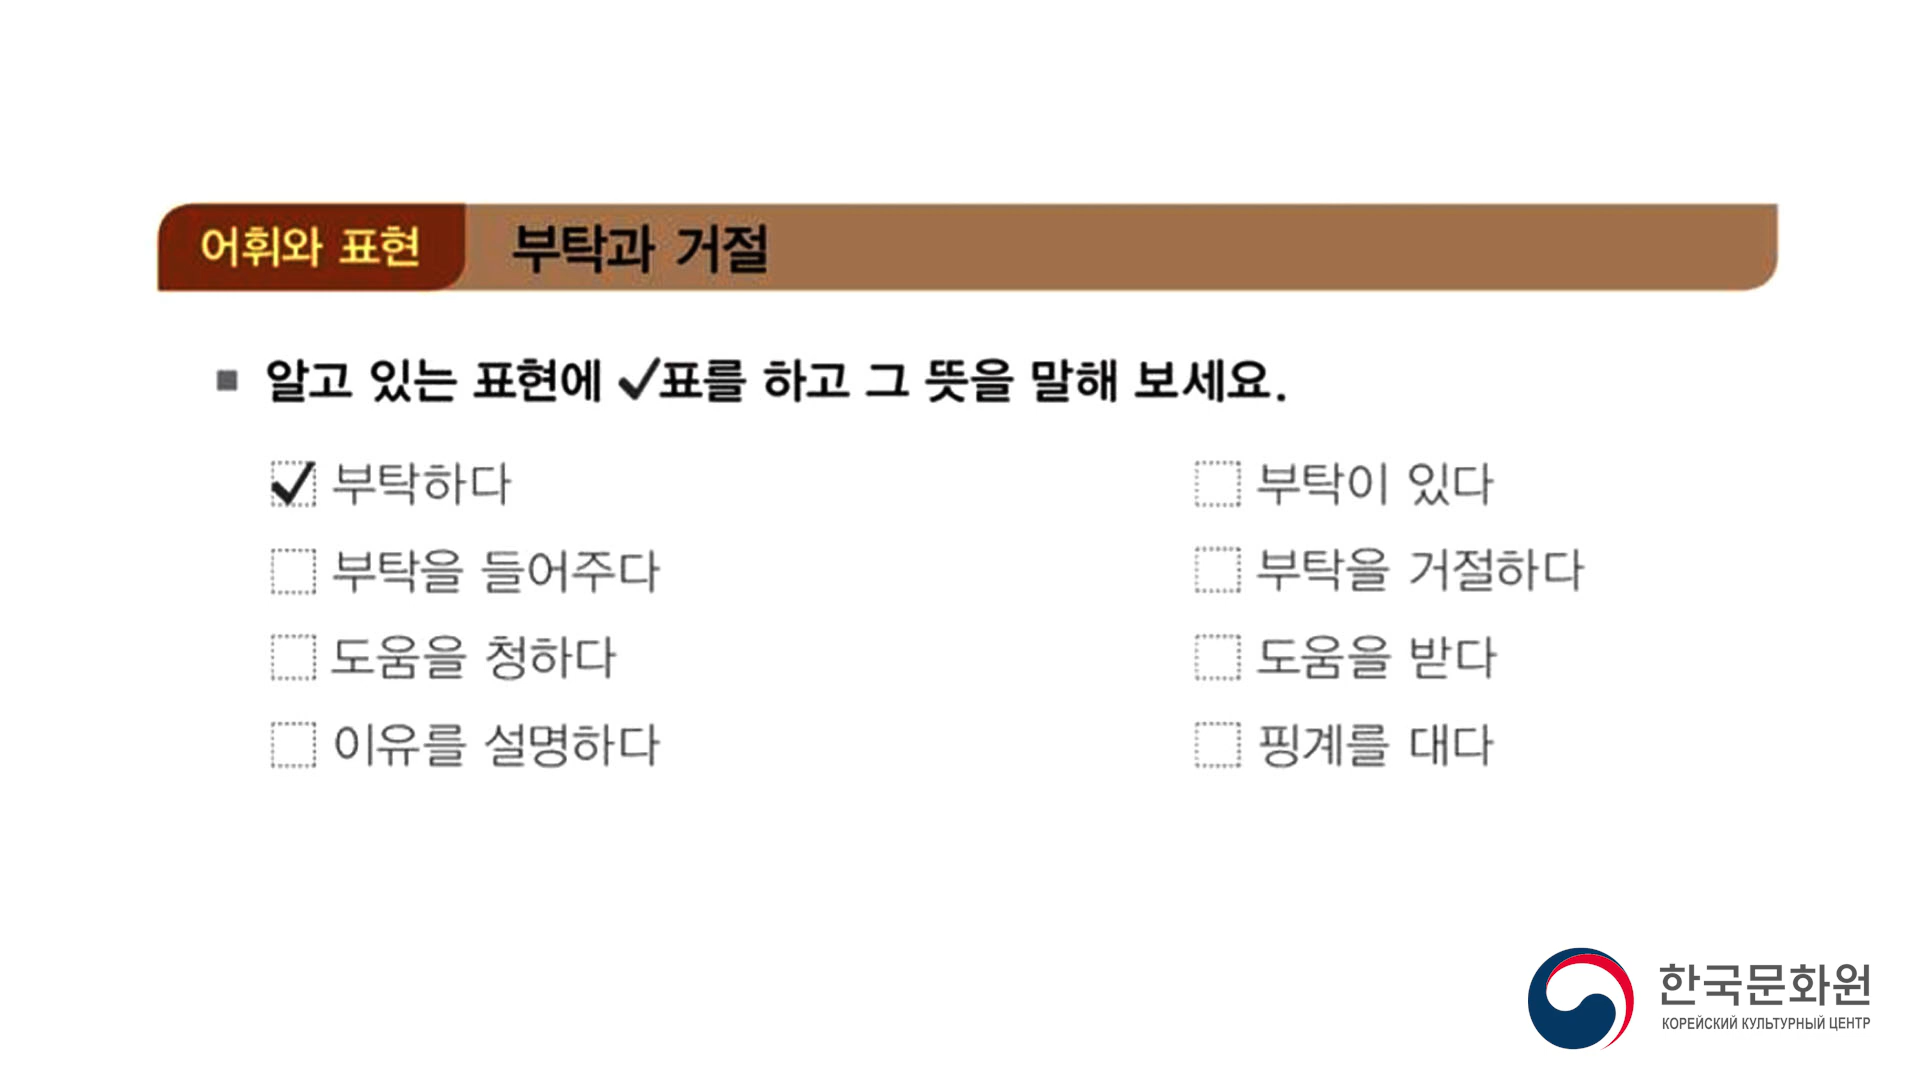 어휘와 표현 부탁과 거절
■ 알고 있는 표현에 ✓표를 하고 그 뜻을 말해 보세요.
부탁하다 부탁이 있다
부탁을 들어주다 부탁을 거절하다
도움을 청하다 도움을 받다
이유를 설명하다 핑계를 대다
한국문화원
КОРЕЙСКИЙ КУЛЬТУРНЫЙ ЦЕНТР